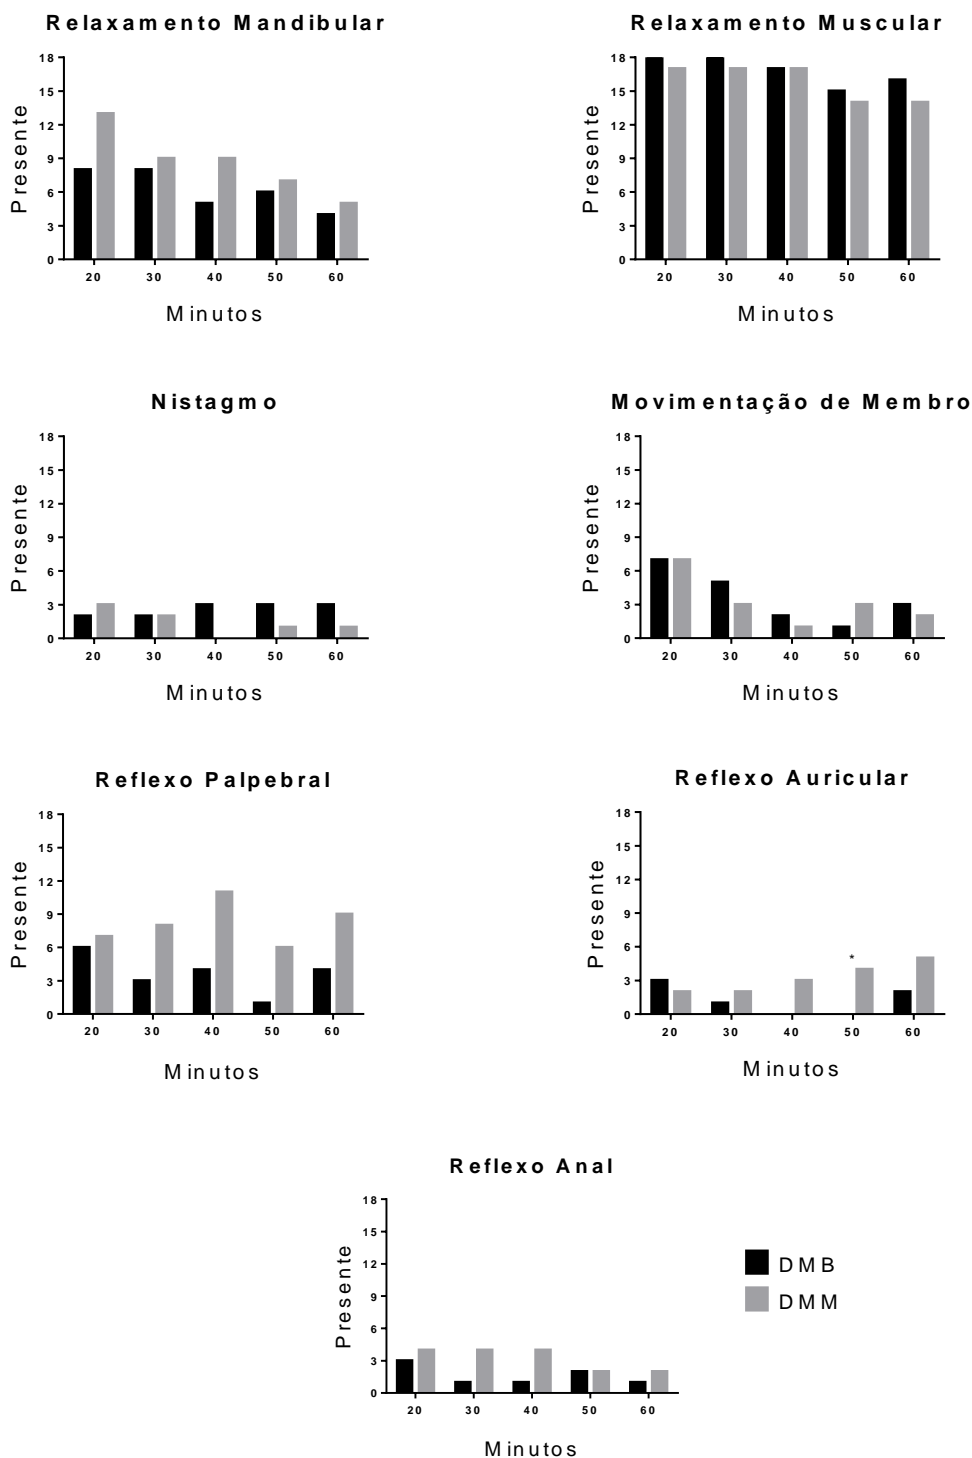 Relaxamento Mandibular
18
15
12
9
6
3
0
Presente
20 30 40 50 60
Minutos
Relaxamento Muscular
18
15
12
9
6
3
0
Presente
20 30 40 50 60
Minutos
Nistagmo
18
15
12
9
6
3
0
Presente
20 30 40 50 60
Minutos
Movimentação de Membro
18
15
12
9
6
3
0
Presente
20 30 40 50 60
Minutos
Reflexo Palpebral
18
15
12
9
6
3
0
Presente
20 30 40 50 60
Minutos
Reflexo Auricular
18
15
12
9
6
3
0
Presente
*
20 30 40 50 60
Minutos
Reflexo Anal
18
15
12
9
6
3
0
Presente
20 30 40 50 60
Minutos
DMB
DMM